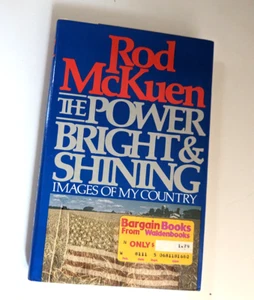 Rod
McKuen
THE POWER
BRIGHT &
SHINING
IMAGES OF MY COUNTRY
Bargain Books
From Waldenbooks
ONLY